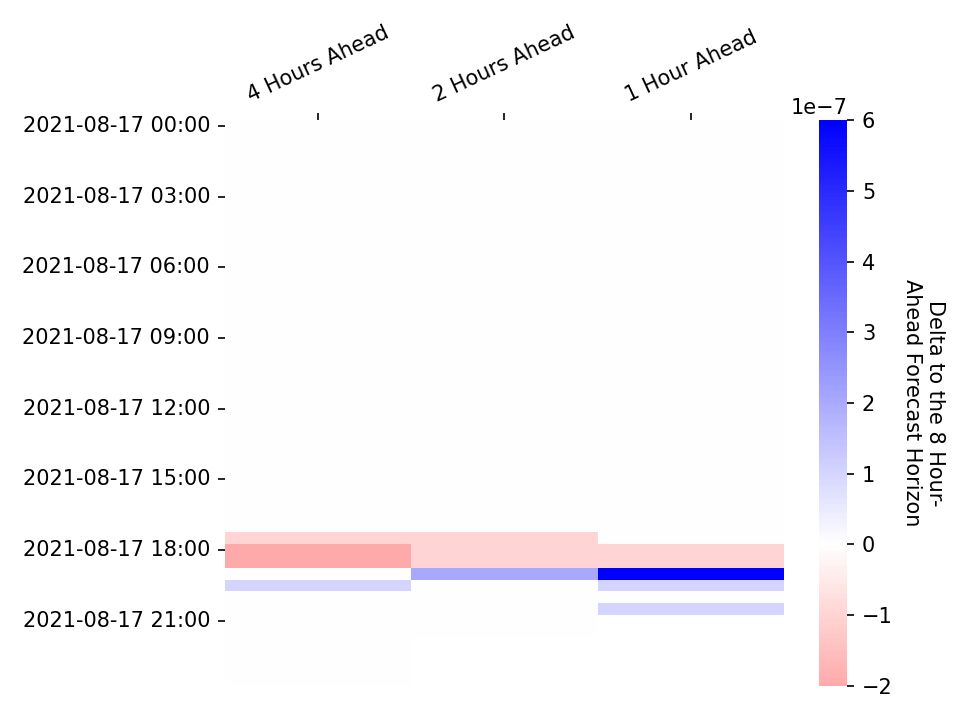 4 Hours Ahead
2 Hours Ahead
1 Hour Ahead
2021-08-17 00:00
2021-08-17 03:00
2021-08-17 06:00
2021-08-17 09:00
2021-08-17 12:00
2021-08-17 15:00
2021-08-17 18:00
2021-08-17 21:00
1e−7
6
5
4
3
2
1
0
−1
−2
Delta to the 8 Hour-
Ahead Forecast Horizon